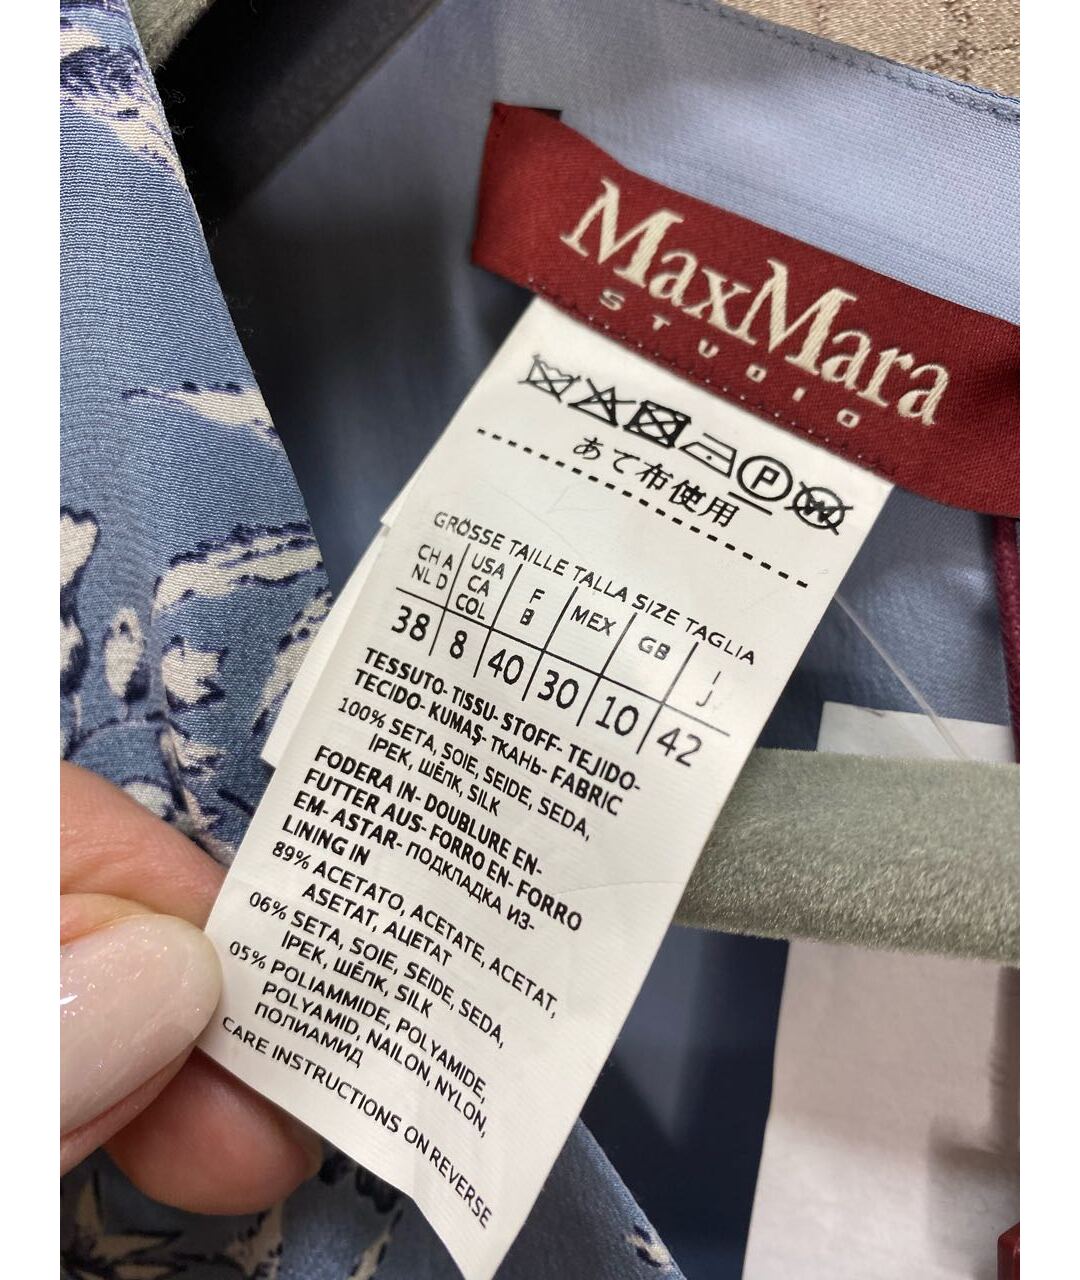 MaxMara
STUDIO
P W
あて布使用
GRÖSSE TAILLE TALLA SIZE TAGLIA
CH A NL D USA CA COL F B MEX GB I J
38 8 40 30 10 42
TESSUTO- TISSU- STOFF- TEJIDO-
TECIDO- KUMAŞ- ТКАНЬ- FABRIC
100% SETA, SOIE, SEIDE, SEDA,
IPEK, ШЁЛК, SILK
FODERA IN- DOUBLURE EN-
FUTTER AUS- FORRO EN- FORRO
EM- ASTAR- ПОДКЛАДКА ИЗ-
LINING IN
89% ACETATO, ACETATE, ACETAT,
ASETAT, АЦЕТАТ
06% SETA, SOIE, SEIDE, SEDA,
IPEK, ШЁЛК, SILK
05% POLIAMMIDE, POLYAMIDE,
POLYAMID, NAILON, NYLON,
ПОЛИАМИД
CARE INSTRUCTIONS ON REVERSE